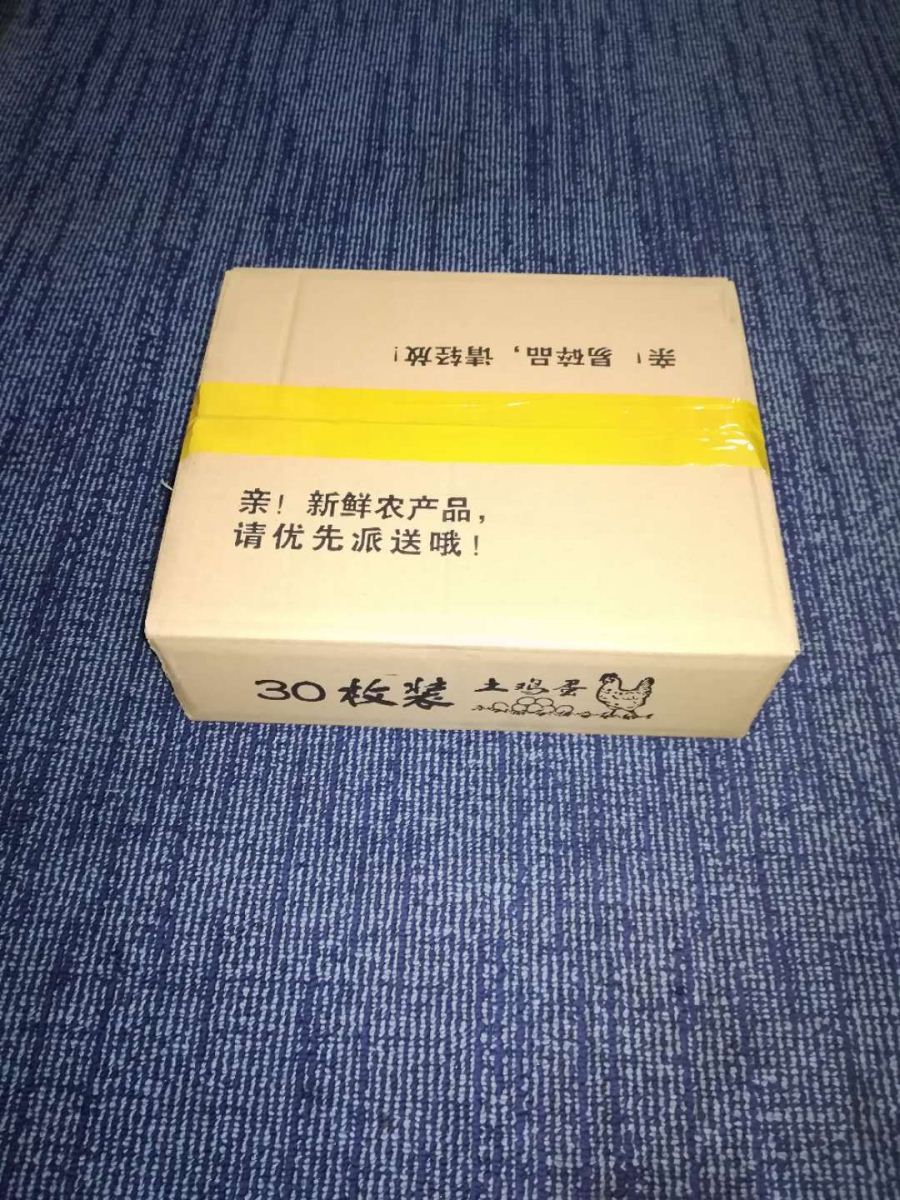 亲！易碎品，请轻放！
亲！新鲜农产品，
请优先派送哦！
30枚装 土鸡蛋